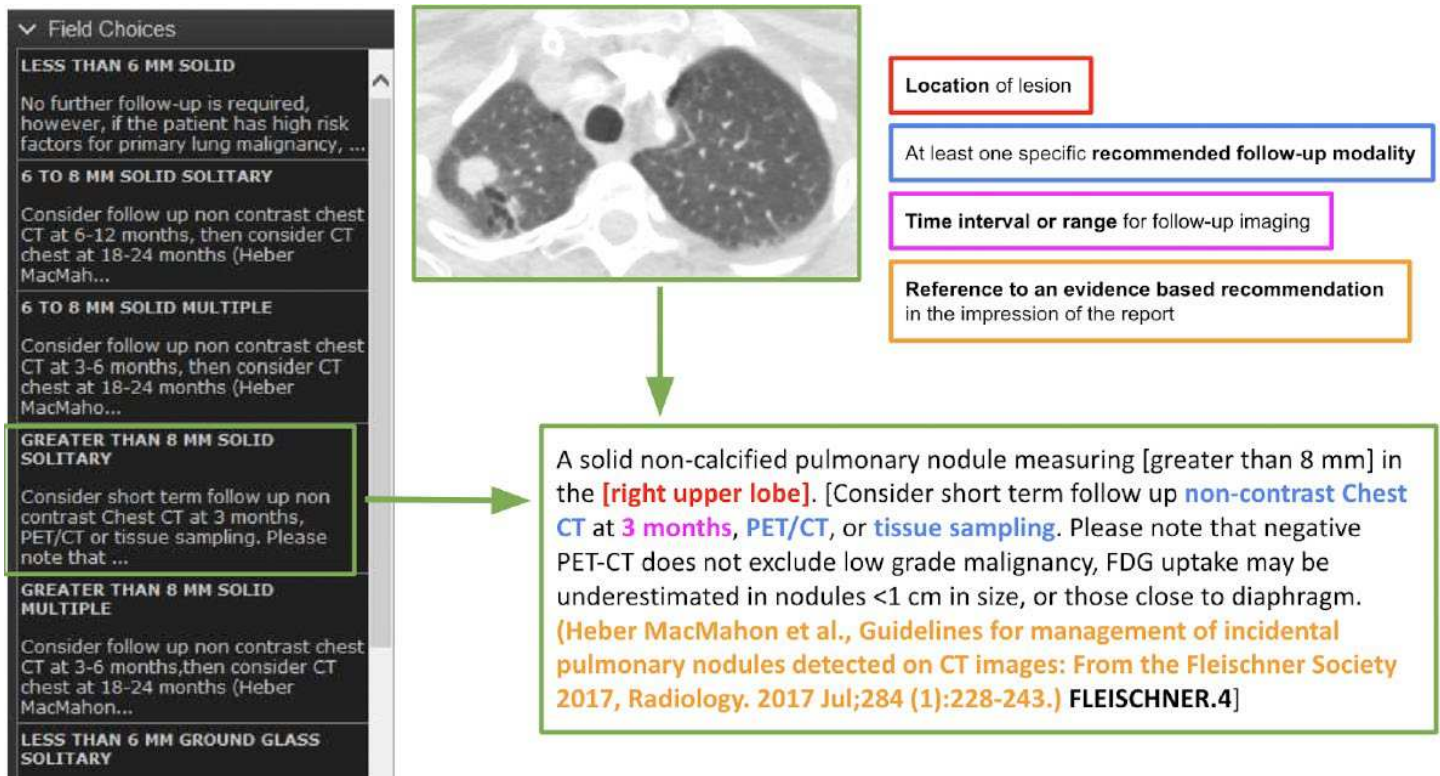 Field Choices
LESS THAN 6 MM SOLID
No further follow-up is required,
however, if the patient has high risk
factors for primary lung malignancy, ...
6 TO 8 MM SOLID SOLITARY
Consider follow up non contrast chest
CT at 6-12 months, then consider CT
chest at 18-24 months (Heber
MacMah...
6 TO 8 MM SOLID MULTIPLE
Consider follow up non contrast chest
CT at 3-6 months, then consider CT
chest at 18-24 months (Heber
MacMaho...
GREATER THAN 8 MM SOLID
SOLITARY
Consider short term follow up non
contrast Chest CT at 3 months,
PET/CT or tissue sampling. Please
note that ...
GREATER THAN 8 MM SOLID
MULTIPLE
Consider follow up non contrast chest
CT at 3-6 months,then consider CT
chest at 18-24 months (Heber
MacMahon...
LESS THAN 6 MM GROUND GLASS
SOLITARY
Location of lesion
At least one specific recommended follow-up modality
Time interval or range for follow-up imaging
Reference to an evidence based recommendation
in the impression of the report
A solid non-calcified pulmonary nodule measuring [greater than 8 mm] in
the [right upper lobe]. [Consider short term follow up non-contrast Chest
CT at 3 months, PET/CT, or tissue sampling. Please note that negative
PET-CT does not exclude low grade malignancy, FDG uptake may be
underestimated in nodules <1 cm in size, or those close to diaphragm.
(Heber MacMahon et al., Guidelines for management of incidental
pulmonary nodules detected on CT images: From the Fleischner Society
2017, Radiology. 2017 Jul;284 (1):228-243.) FLEISCHNER.4]